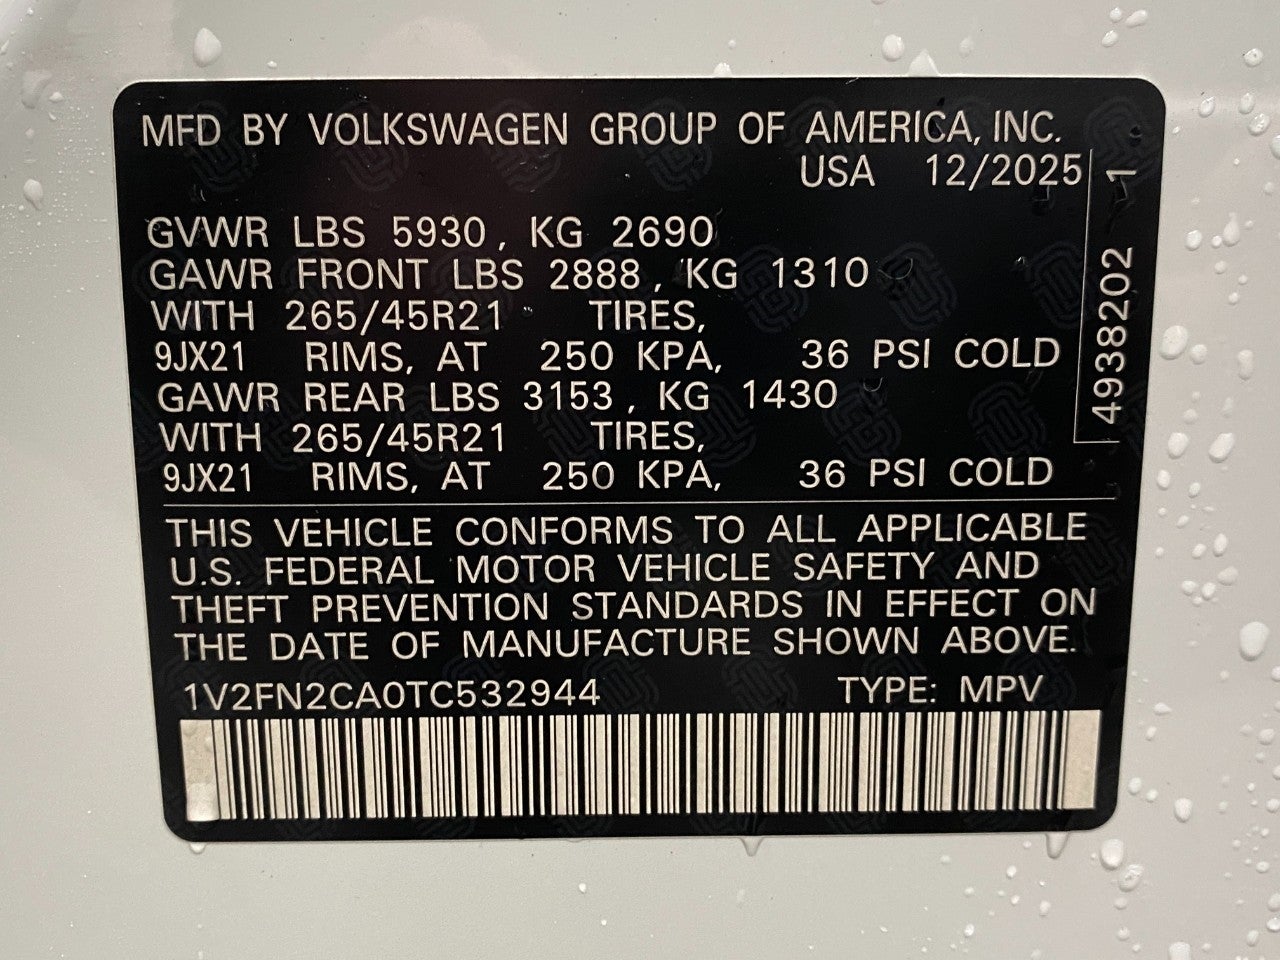 MFD BY VOLKSWAGEN GROUP OF AMERICA, INC.
USA 12/2025
GVWR LBS 5930, KG 2690
GAWR FRONT LBS 2888, KG 1310
WITH 265/45R21 TIRES,
9JX21 RIMS, AT 250 KPA, 36 PSI COLD
GAWR REAR LBS 3153, KG 1430
WITH 265/45R21 TIRES,
9JX21 RIMS, AT 250 KPA, 36 PSI COLD
4938202 1
THIS VEHICLE CONFORMS TO ALL APPLICABLE
U.S. FEDERAL MOTOR VEHICLE SAFETY AND
THEFT PREVENTION STANDARDS IN EFFECT ON
THE DATE OF MANUFACTURE SHOWN ABOVE.
1V2FN2CA0TC532944 TYPE: MPV